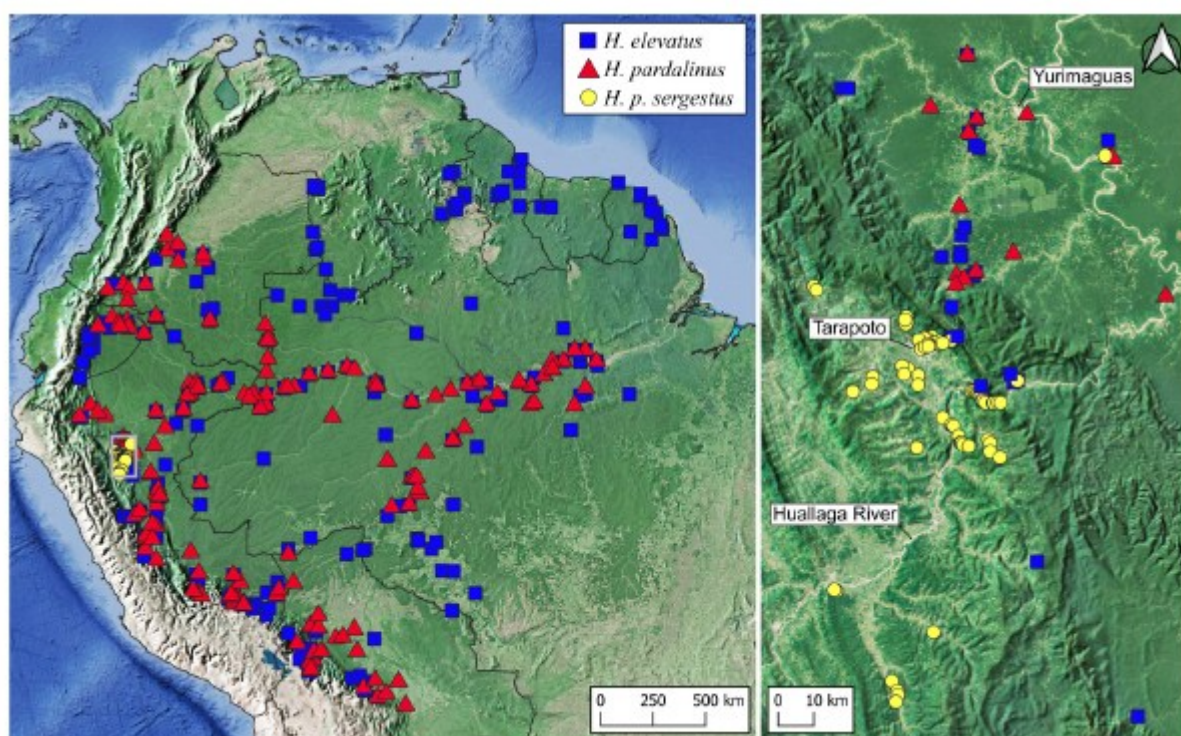 H. elevatus
H. pardalinus
H. p. sergestus
0 250 500 km
Yurimaguas
Tarapoto
Huallaga River
0 10 km